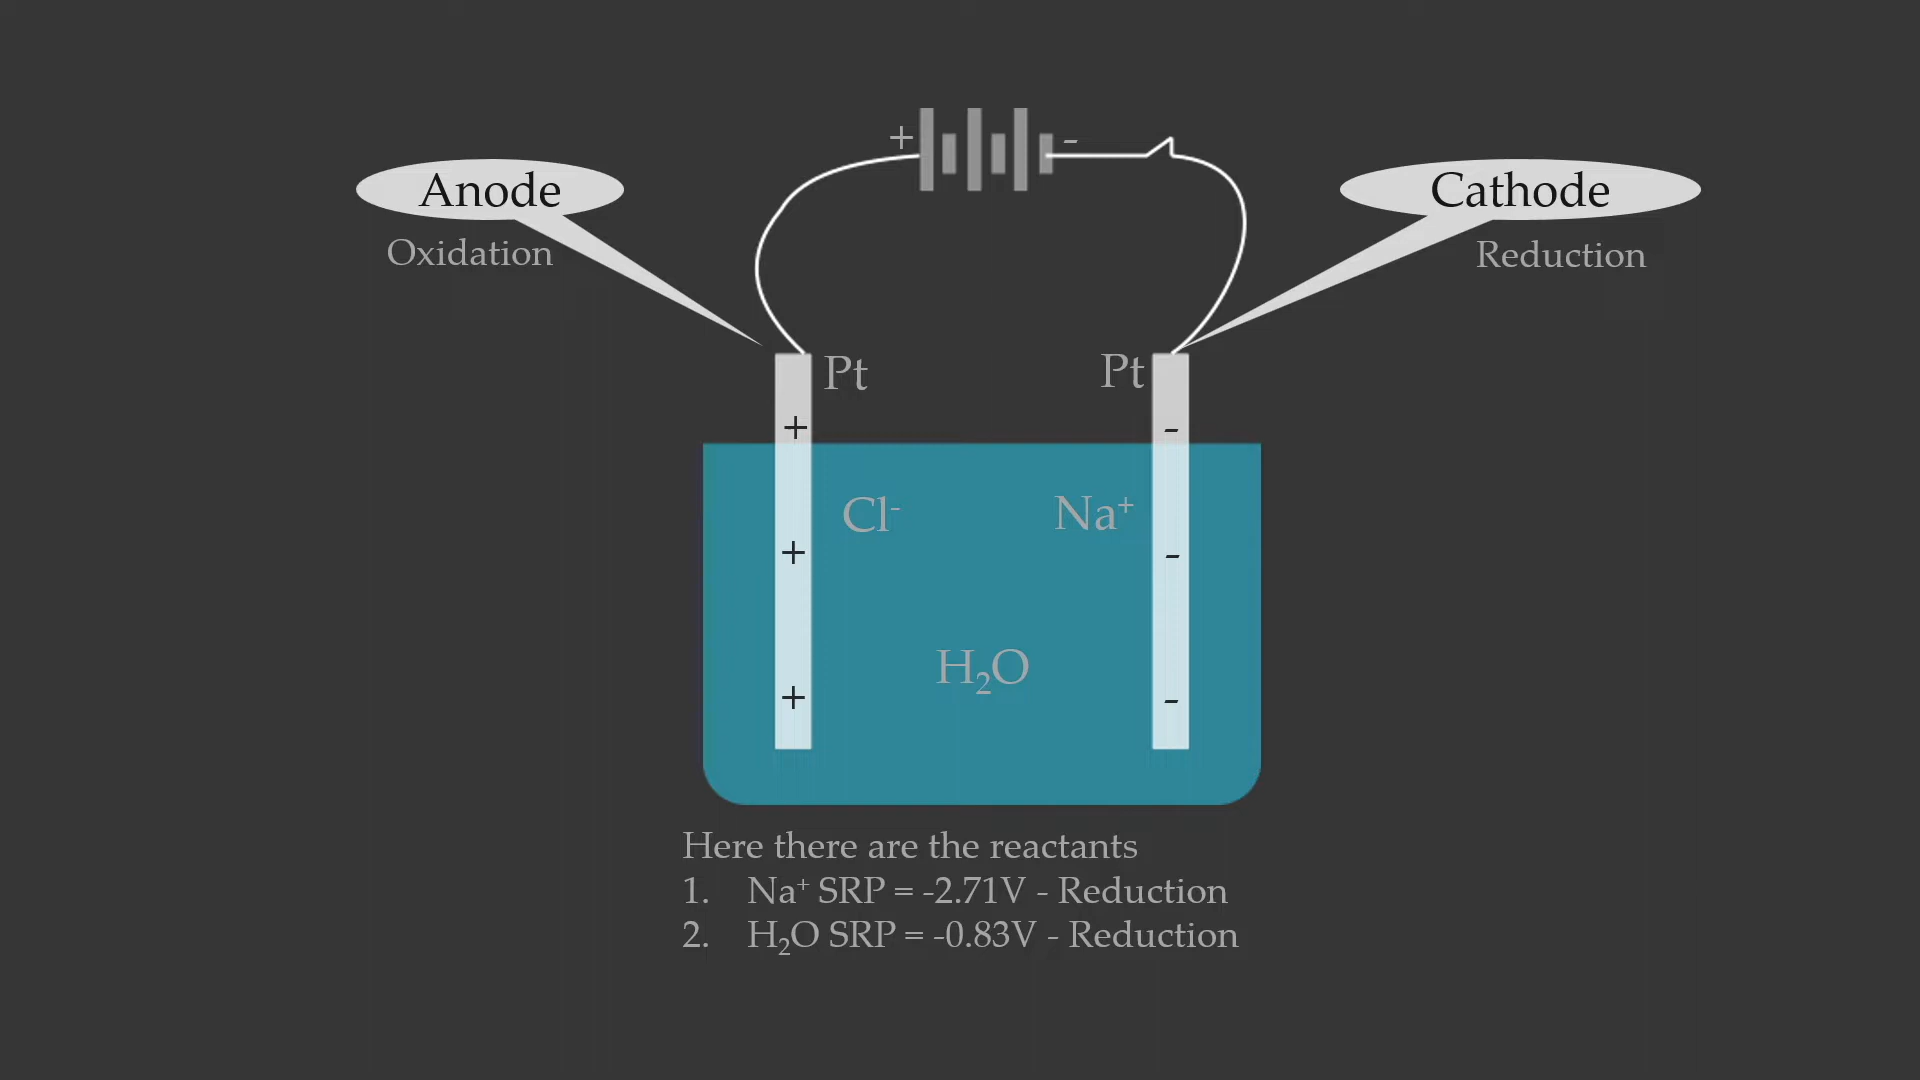 + -
Anode
Cathode
Oxidation
Reduction
Pt
Pt
+
-
Cl⁻
Na⁺
+
-
H₂O
+
-
Here there are the reactants
1. Na⁺ SRP = -2.71V - Reduction
2. H₂O SRP = -0.83V - Reduction